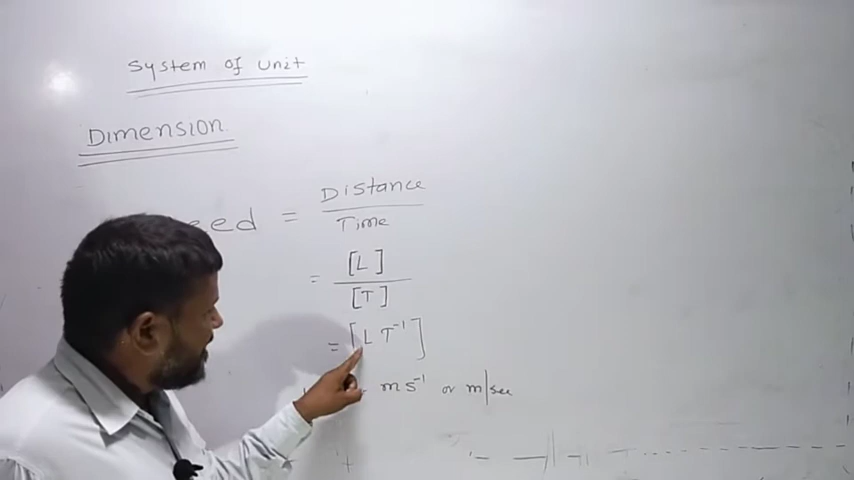 System of unit
Dimension
eed = Distance / Time
= [L] / [T]
= [L T⁻¹]
m s⁻¹ or m/sec